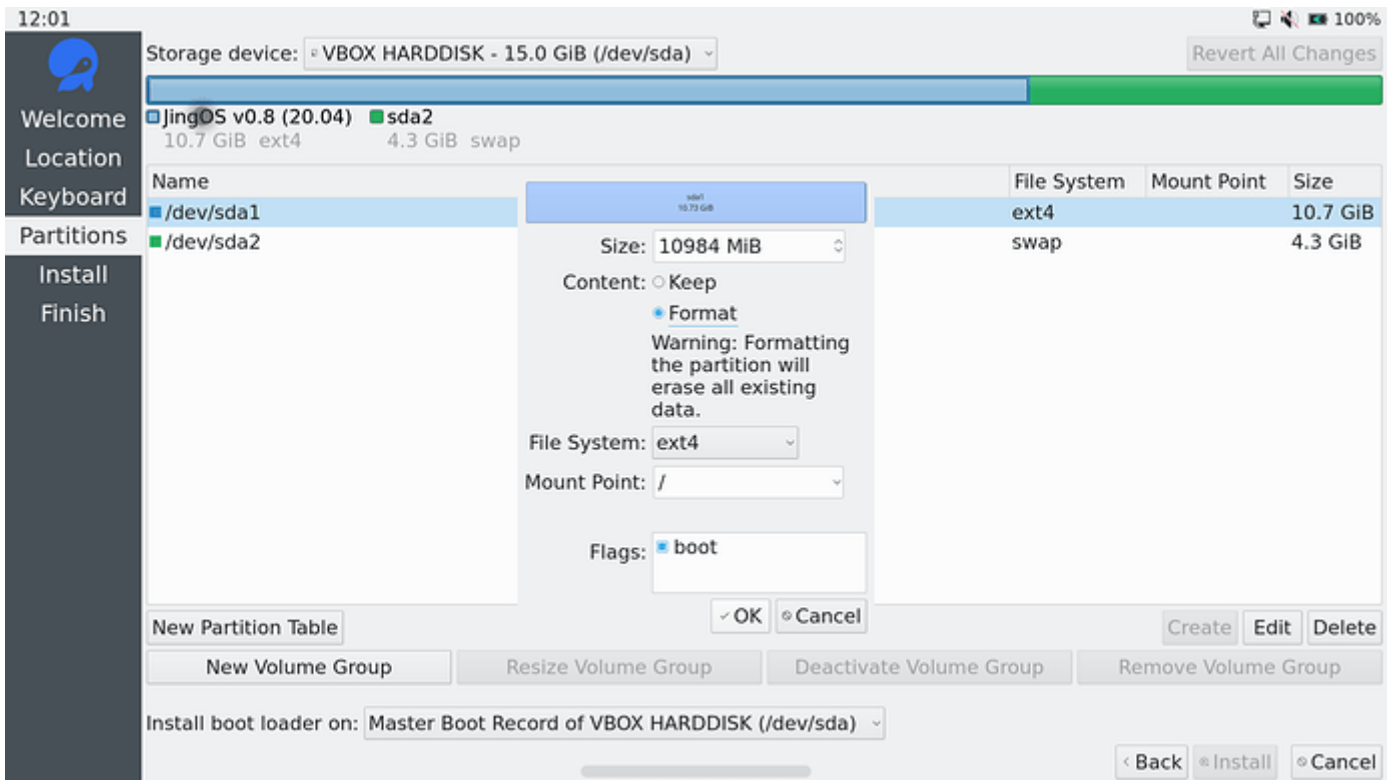 12:01
100%
Storage device: VBOX HARDDISK - 15.0 GiB (/dev/sda)
Revert All Changes
Welcome
Location
Keyboard
Partitions
Install
Finish
JingOS v0.8 (20.04)
10.7 GiB ext4
sda2
4.3 GiB swap
Name File System Mount Point Size
/dev/sda1 ext4 10.7 GiB
/dev/sda2 swap 4.3 GiB
sda1
10.73 GiB
Size: 10984 MiB
Content: Keep
Format
Warning: Formatting
the partition will
erase all existing
data.
File System: ext4
Mount Point: /
Flags: boot
OK Cancel
New Partition Table
Create Edit Delete
New Volume Group Resize Volume Group Deactivate Volume Group Remove Volume Group
Install boot loader on: Master Boot Record of VBOX HARDDISK (/dev/sda)
Back Install Cancel